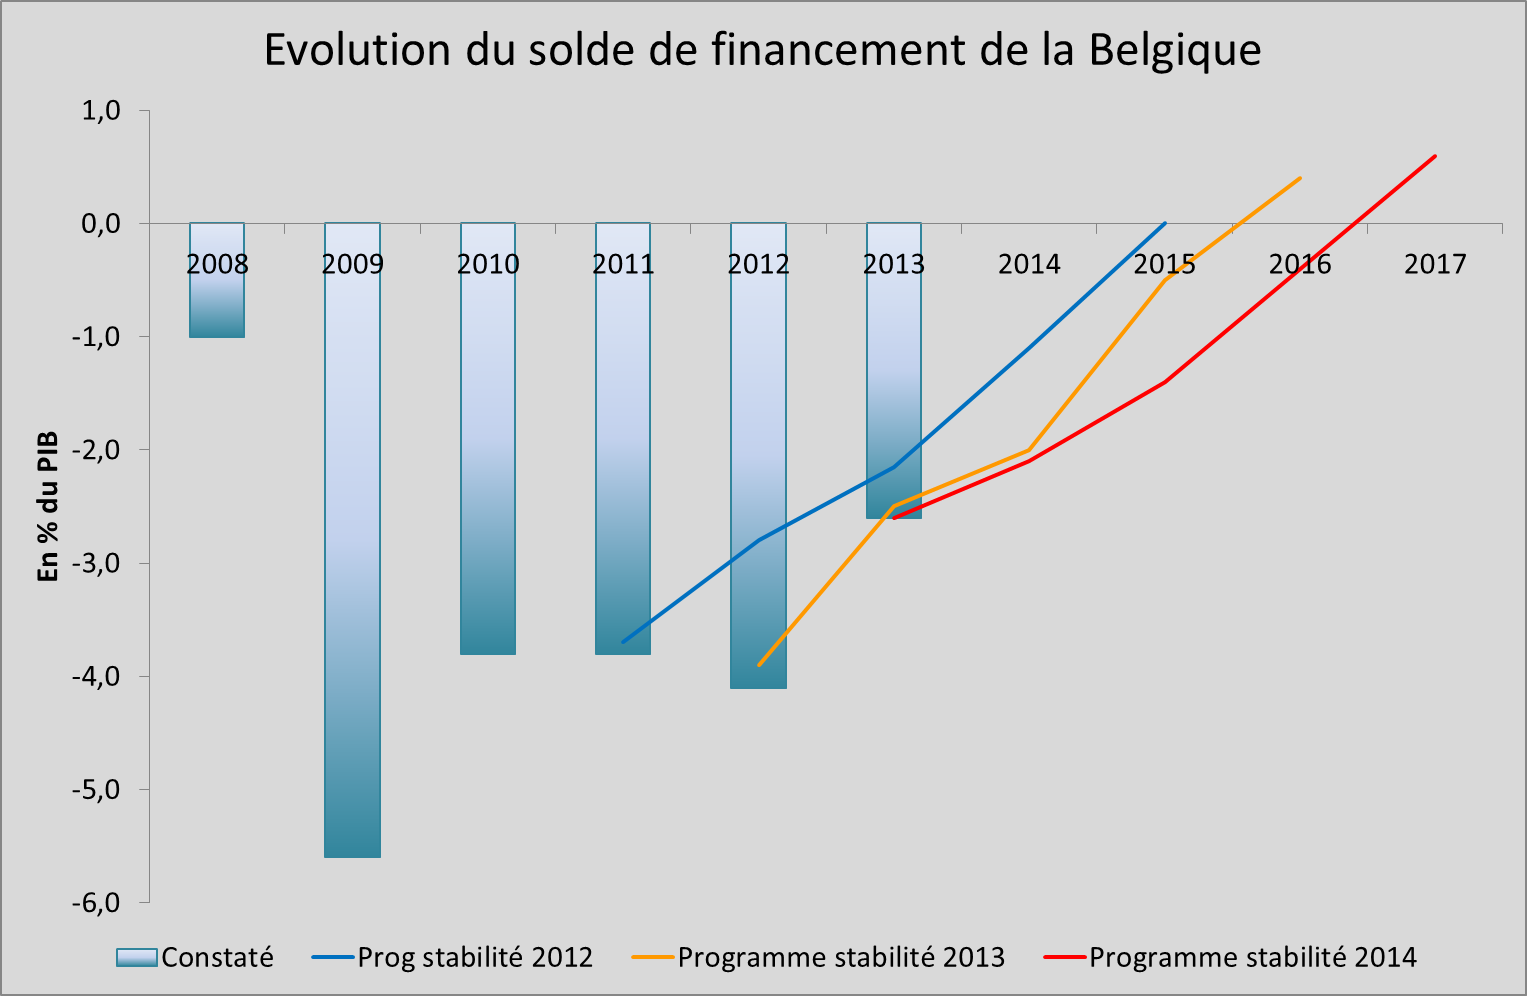 Evolution du solde de financement de la Belgique
1,0
0,0
-1,0
-2,0
-3,0
-4,0
-5,0
-6,0
En % du PIB
2008 2009 2010 2011 2012 2013 2014 2015 2016 2017
Constaté Prog stabilité 2012 Programme stabilité 2013 Programme stabilité 2014